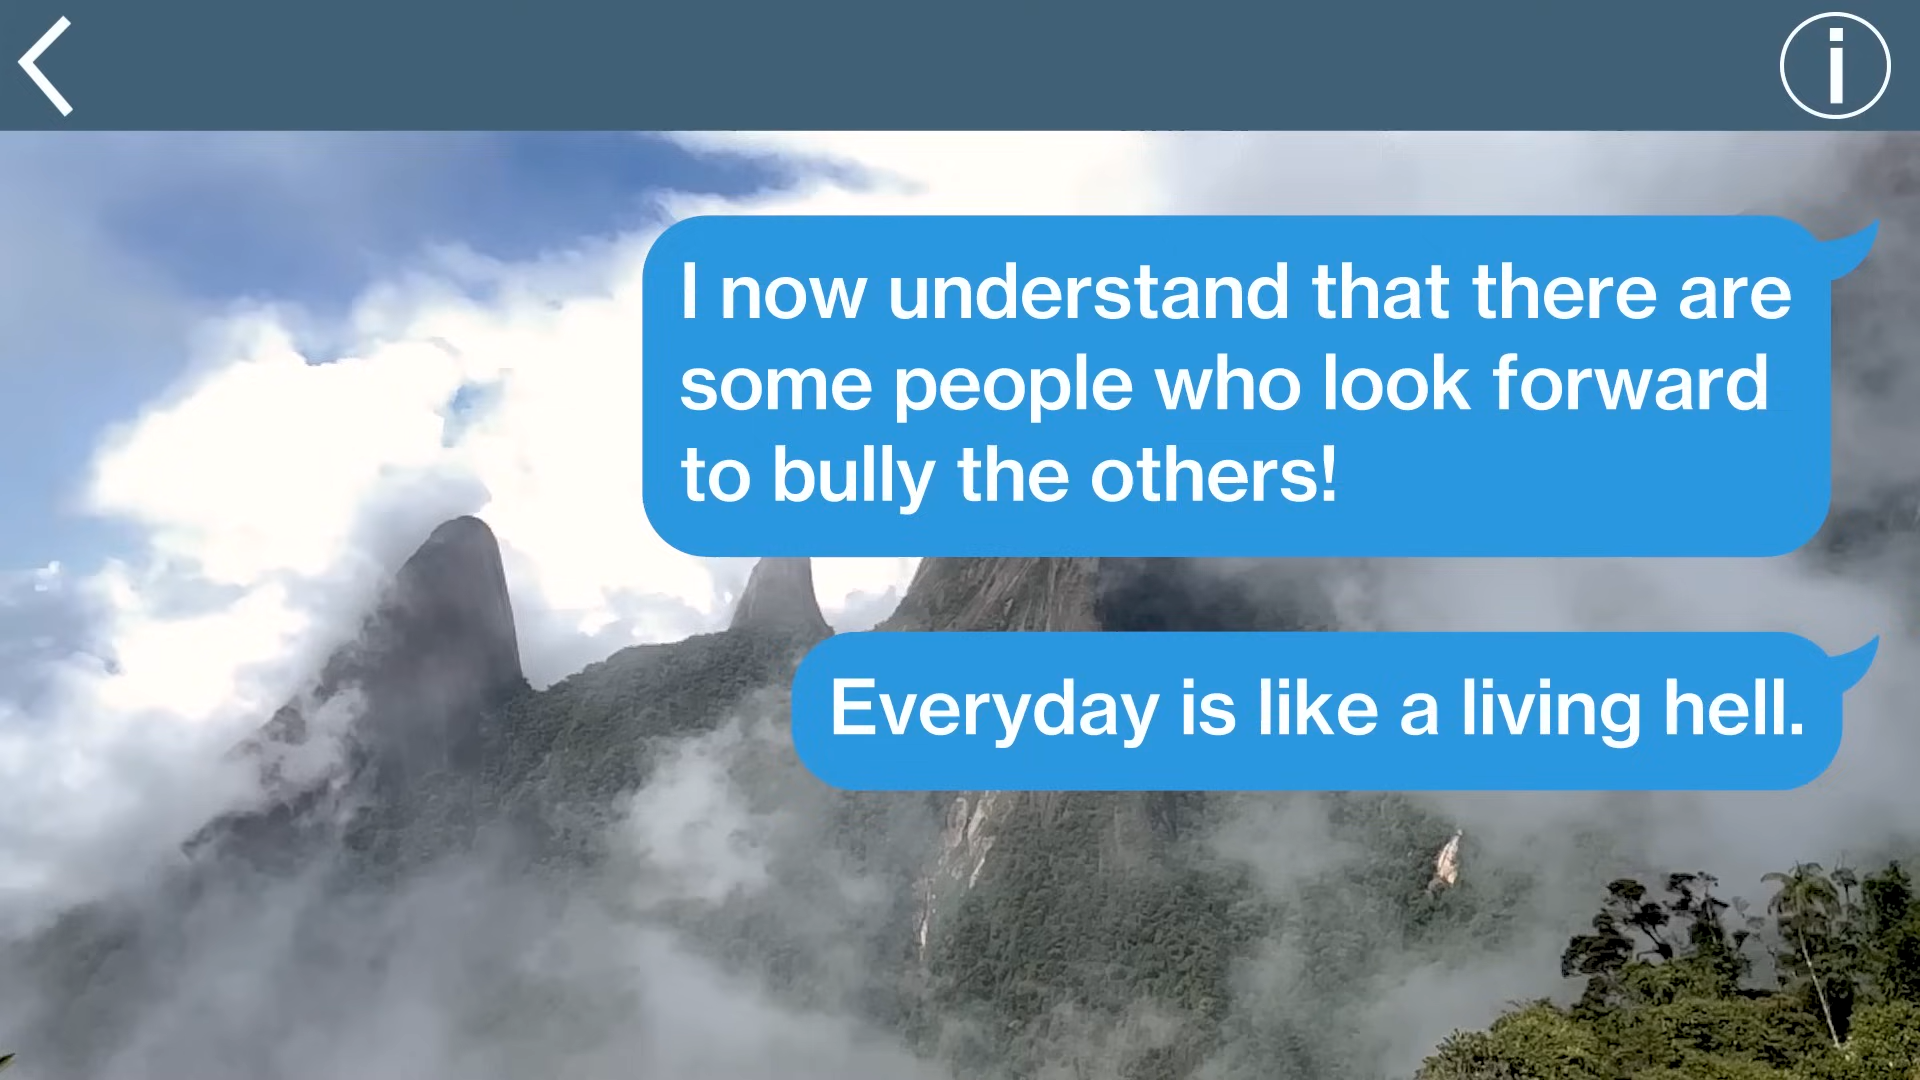 I now understand that there are
some people who look forward
to bully the others!
Everyday is like a living hell.